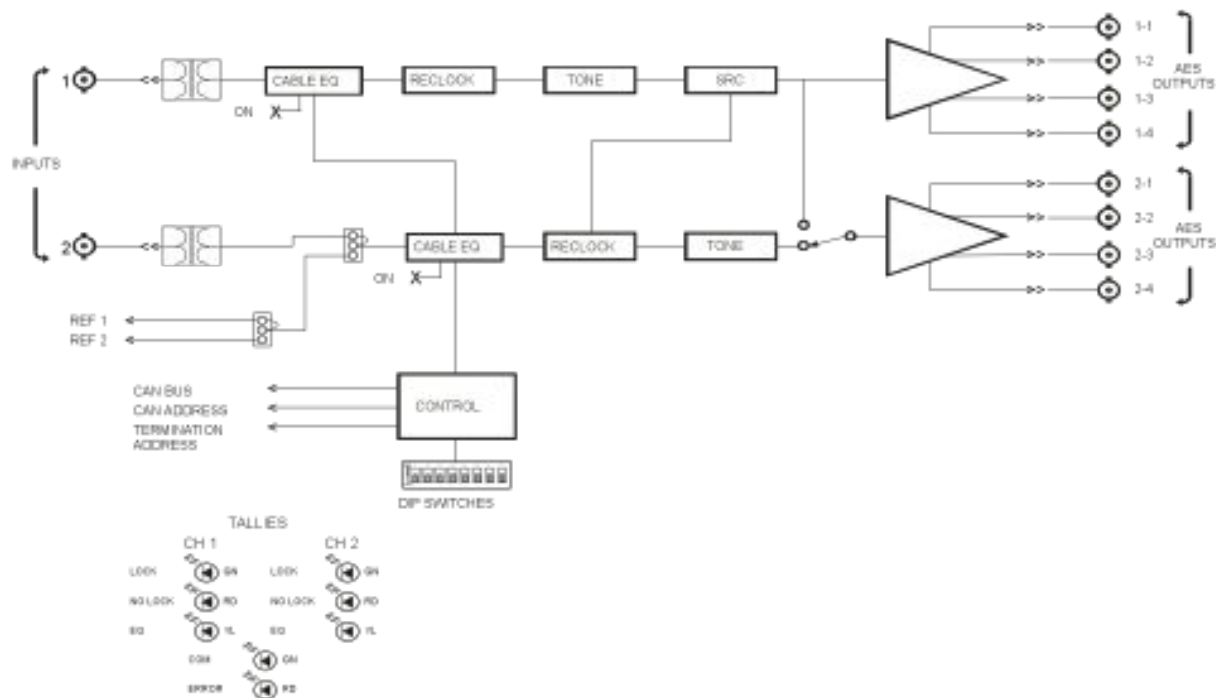 1 CABLE EQ RECLOCK TONE SRC
ON
INPUTS
1-1
1-2
1-3
1-4
AES
OUTPUTS
2 CABLE EQ RECLOCK TONE
ON
2-1
2-2
2-3
2-4
AES
OUTPUTS
REF 1
REF 2
CAN BUS
CAN ADDRESS
TERMINATION
ADDRESS
CONTROL
DIP SWITCHES
TALLIES
CH 1 CH 2
LOCK GN LOCK GN
NO LOCK RD NO LOCK RD
EQ YL EQ YL
COM GN
ERROR RD